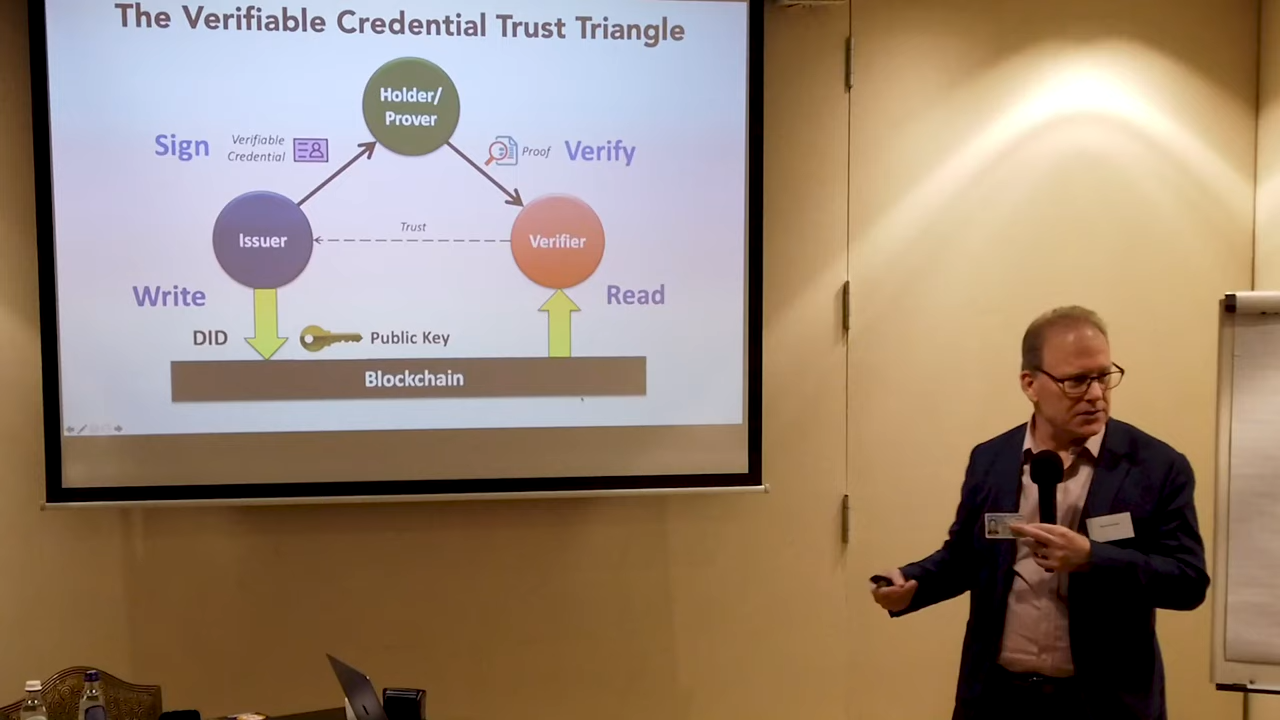 The Verifiable Credential Trust Triangle
Holder/
Prover
Sign
Verifiable
Credential
Proof
Verify
Issuer
Trust
Verifier
Write
Read
DID
Public Key
Blockchain